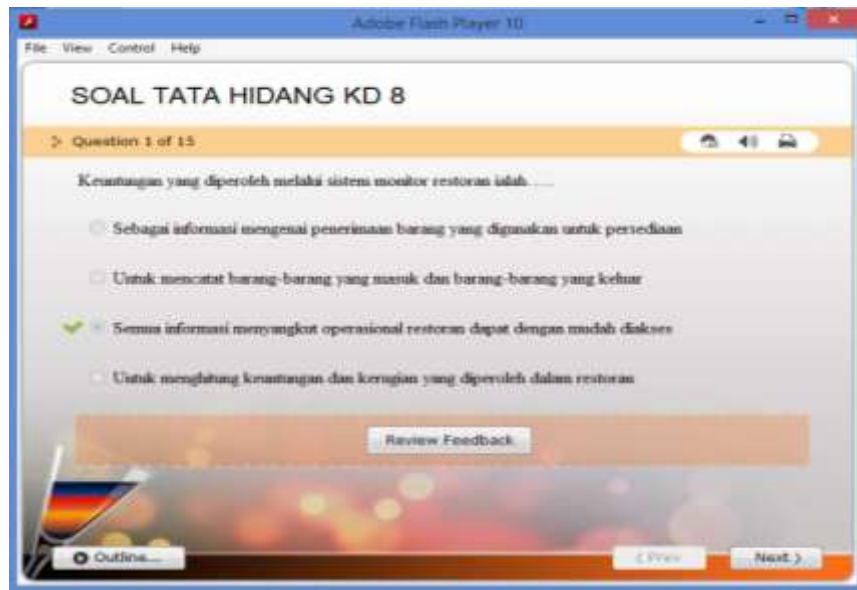 Adobe Flash Player 10
File View Control Help
SOAL TATA HIDANG KD 8
Question 1 of 15
Keuntungan yang diperoleh melalui sistem monitor restoran ialah.....
Sebagai informasi mengenai penerimaan barang yang digunakan untuk persediaan
Untuk mencatat barang-barang yang masuk dan barang-barang yang keluar
Semua informasi menyangkut operasional restoran dapat dengan mudah diakses
Untuk menghitung keuntungan dan kerugian yang diperoleh dalam restoran
Review Feedback
Outline...
< Prev
Next >